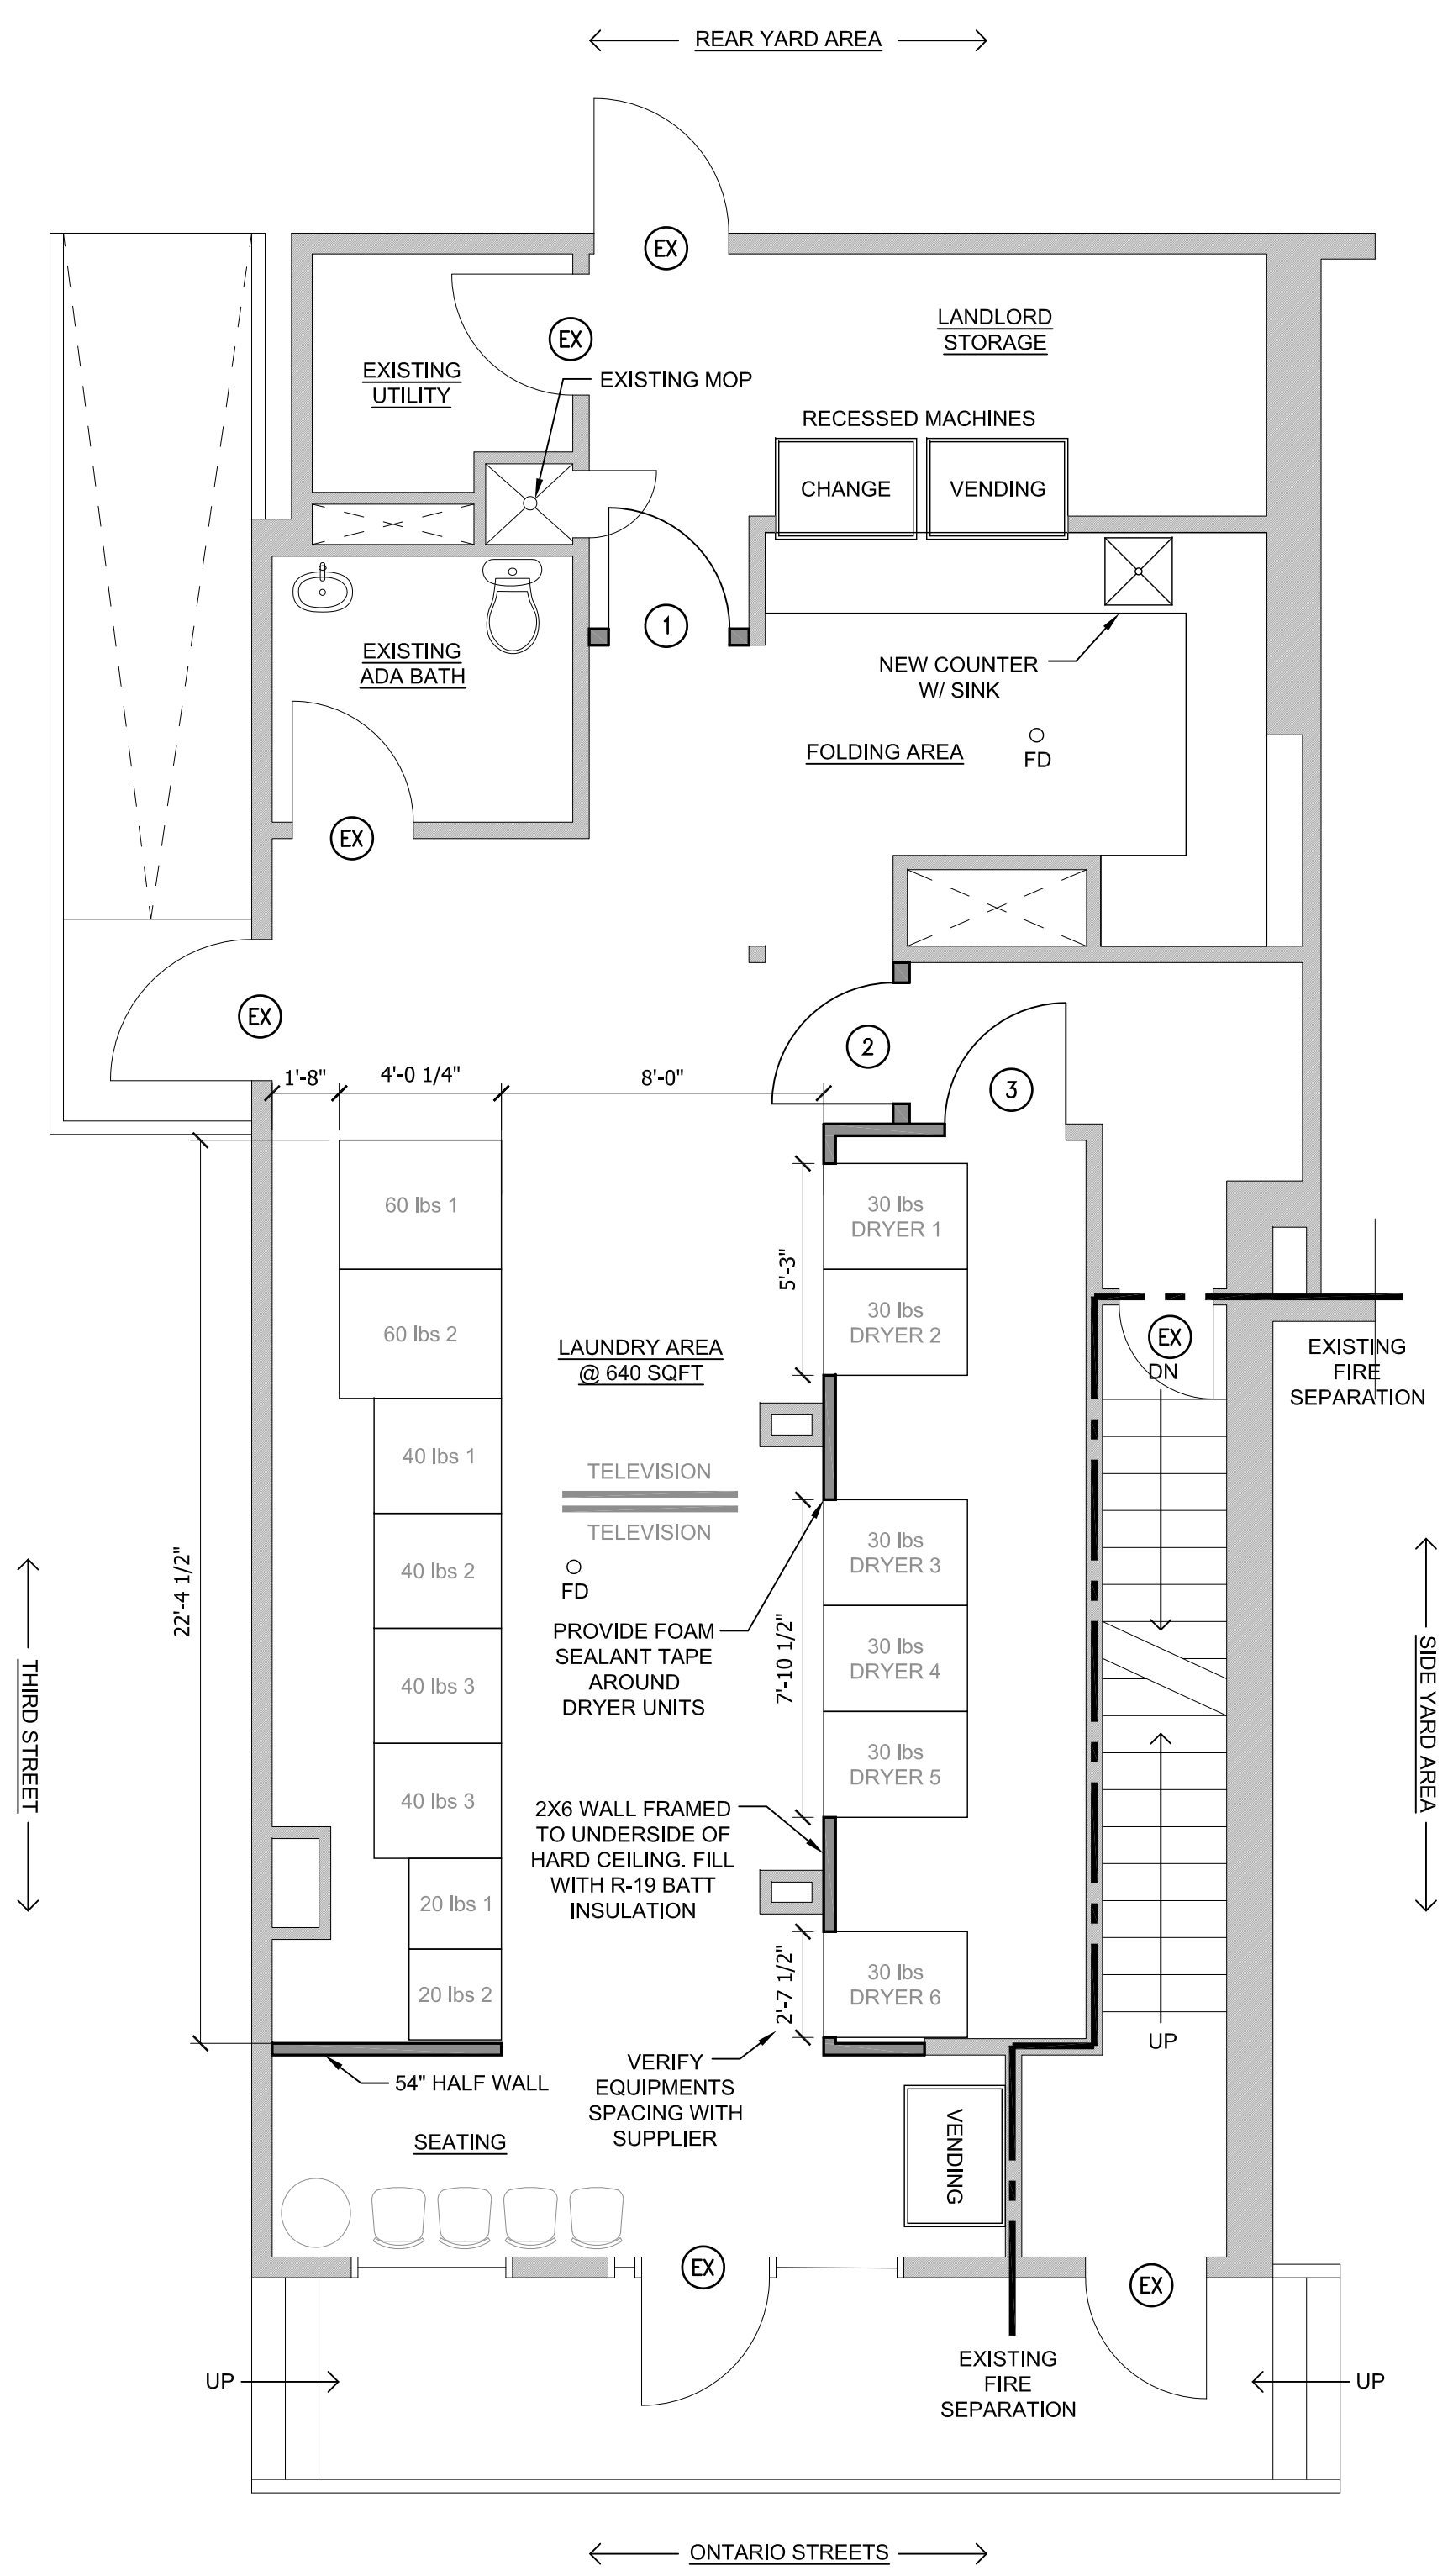 REAR YARD AREA
EX
LANDLORD
STORAGE
EX
EXISTING
UTILITY
EXISTING MOP
RECESSED MACHINES
CHANGE
VENDING
1
EXISTING
ADA BATH
NEW COUNTER
W/ SINK
FOLDING AREA
FD
EX
EX
2
3
1'-8"
4'-0 1/4"
8'-0"
60 lbs 1
30 lbs
DRYER 1
5'-3"
60 lbs 2
30 lbs
DRYER 2
LAUNDRY AREA
@ 640 SQFT
EX
DN
EXISTING
FIRE
SEPARATION
40 lbs 1
TELEVISION
TELEVISION
FD
40 lbs 2
30 lbs
DRYER 3
22'-4 1/2"
PROVIDE FOAM
SEALANT TAPE
AROUND
DRYER UNITS
7'-10 1/2"
30 lbs
DRYER 4
40 lbs 3
THIRD STREET
SIDE YARD AREA
30 lbs
DRYER 5
40 lbs 3
2X6 WALL FRAMED
TO UNDERSIDE OF
HARD CEILING. FILL
WITH R-19 BATT
INSULATION
20 lbs 1
20 lbs 2
30 lbs
DRYER 6
2'-7 1/2"
UP
54" HALF WALL
VERIFY
EQUIPMENTS
SPACING WITH
SUPPLIER
SEATING
VENDING
EX
EX
EXISTING
FIRE
SEPARATION
UP
UP
ONTARIO STREETS